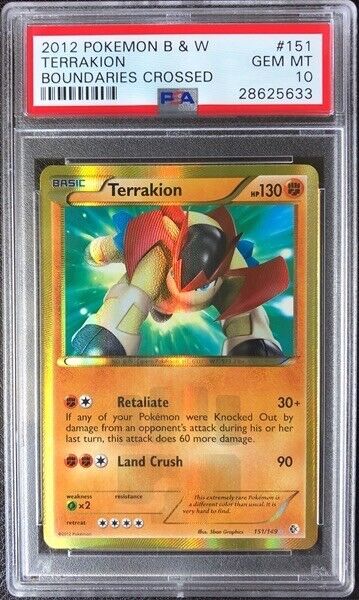 2012 POKEMON B & W #151
TERRAKION GEM MT
BOUNDARIES CROSSED 10
PSA 28625633
BASIC Terrakion HP130
Retaliate 30+
If any of your Pokémon were Knocked Out by
damage from an opponent's attack during his or her
last turn, this attack does 60 more damage.
Land Crush 90
weakness resistance
×2
retreat
This extremely rare Pokémon is
a different color than usual. It is
very hard to find.
©2012 Pokémon Illus. 5ban Graphics 151/149